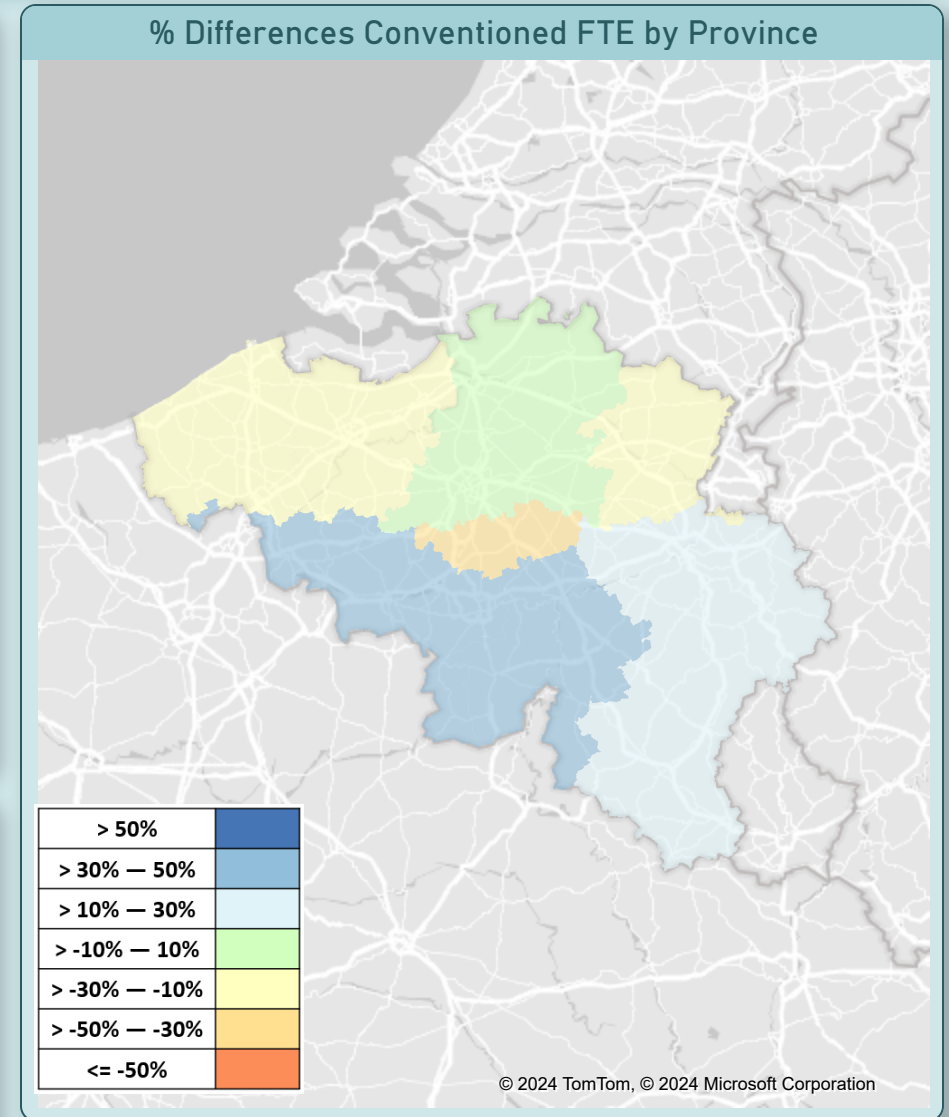 % Differences Conventioned FTE by Province
> 50%
> 30% — 50%
> 10% — 30%
> -10% — 10%
> -30% — -10%
> -50% — -30%
<= -50%
© 2024 TomTom, © 2024 Microsoft Corporation